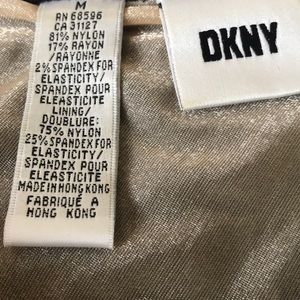 M
RN 68596
CA 31127
81% NYLON
17% RAYON
/RAYONNE
2% SPANDEX FOR
ELASTICITY/
SPANDEX POUR
ELEASTICITE
LINING/
DOUBLURE:
75% NYLON
25% SPANDEX FOR
ELASTICITY
/SPANDEX POUR
ELEASTICITE
MADE IN HONG KONG
FABRIQUÉ A
HONG KONG
DKNY